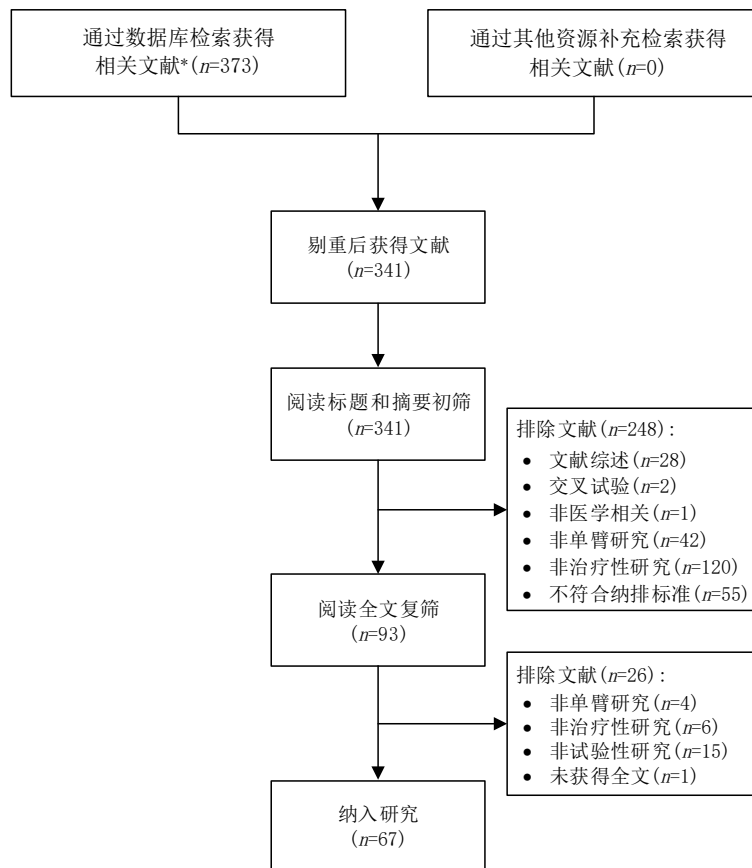 通过数据库检索获得
相关文献*(n=373)
通过其他资源补充检索获得
相关文献(n=0)
剔重后获得文献
(n=341)
阅读标题和摘要初筛
(n=341)
排除文献(n=248):
• 文献综述(n=28)
• 交叉试验(n=2)
• 非医学相关(n=1)
• 非单臂研究(n=42)
• 非治疗性研究(n=120)
• 不符合纳排标准(n=55)
阅读全文复筛
(n=93)
排除文献(n=26):
• 非单臂研究(n=4)
• 非治疗性研究(n=6)
• 非试验性研究(n=15)
• 未获得全文(n=1)
纳入研究
(n=67)